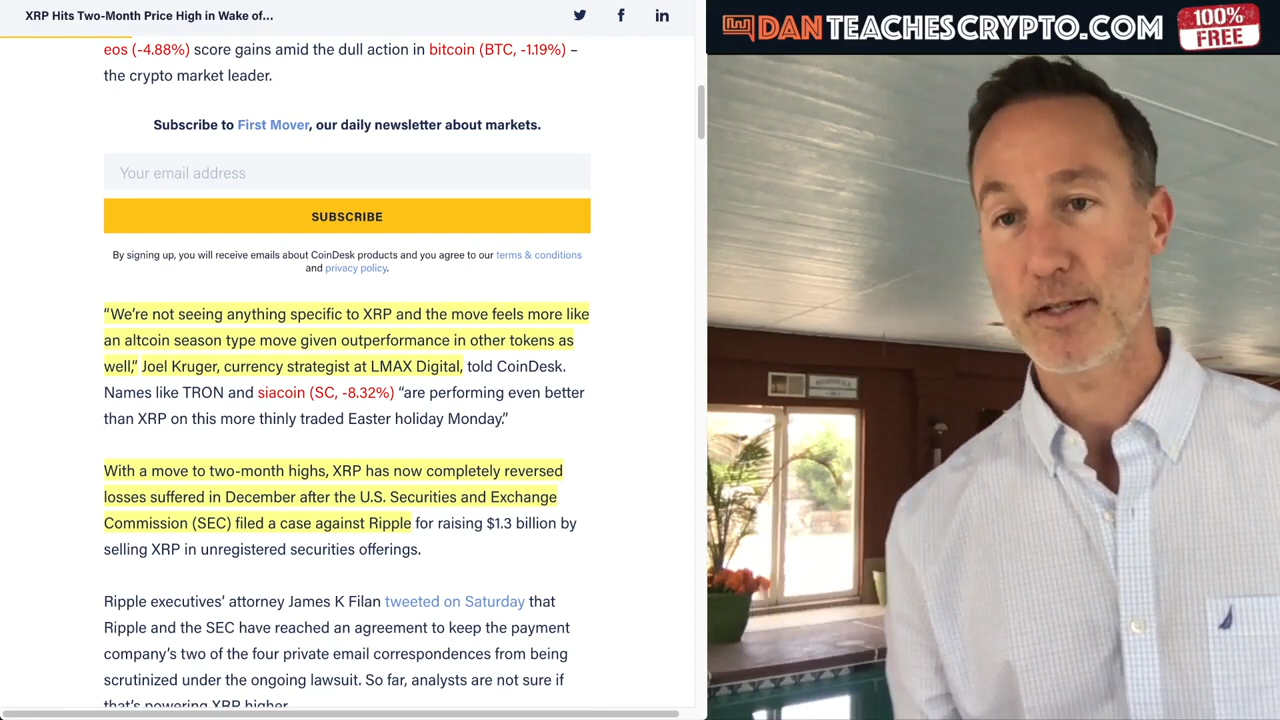 XRP Hits Two-Month Price High in Wake of...
eos (-4.88%) score gains amid the dull action in bitcoin (BTC, -1.19%) –
the crypto market leader.
Subscribe to First Mover, our daily newsletter about markets.
Your email address
SUBSCRIBE
By signing up, you will receive emails about CoinDesk products and you agree to our terms & conditions
and privacy policy.
“We’re not seeing anything specific to XRP and the move feels more like
an altcoin season type move given outperformance in other tokens as
well,” Joel Kruger, currency strategist at LMAX Digital, told CoinDesk.
Names like TRON and siacoin (SC, -8.32%) “are performing even better
than XRP on this more thinly traded Easter holiday Monday.”
With a move to two-month highs, XRP has now completely reversed
losses suffered in December after the U.S. Securities and Exchange
Commission (SEC) filed a case against Ripple for raising $1.3 billion by
selling XRP in unregistered securities offerings.
Ripple executives’ attorney James K Filan tweeted on Saturday that
Ripple and the SEC have reached an agreement to keep the payment
company’s two of the four private email correspondences from being
scrutinized under the ongoing lawsuit. So far, analysts are not sure if
that’s powering XRP higher.
DANTEACHESCRYPTO.COM
100%
FREE